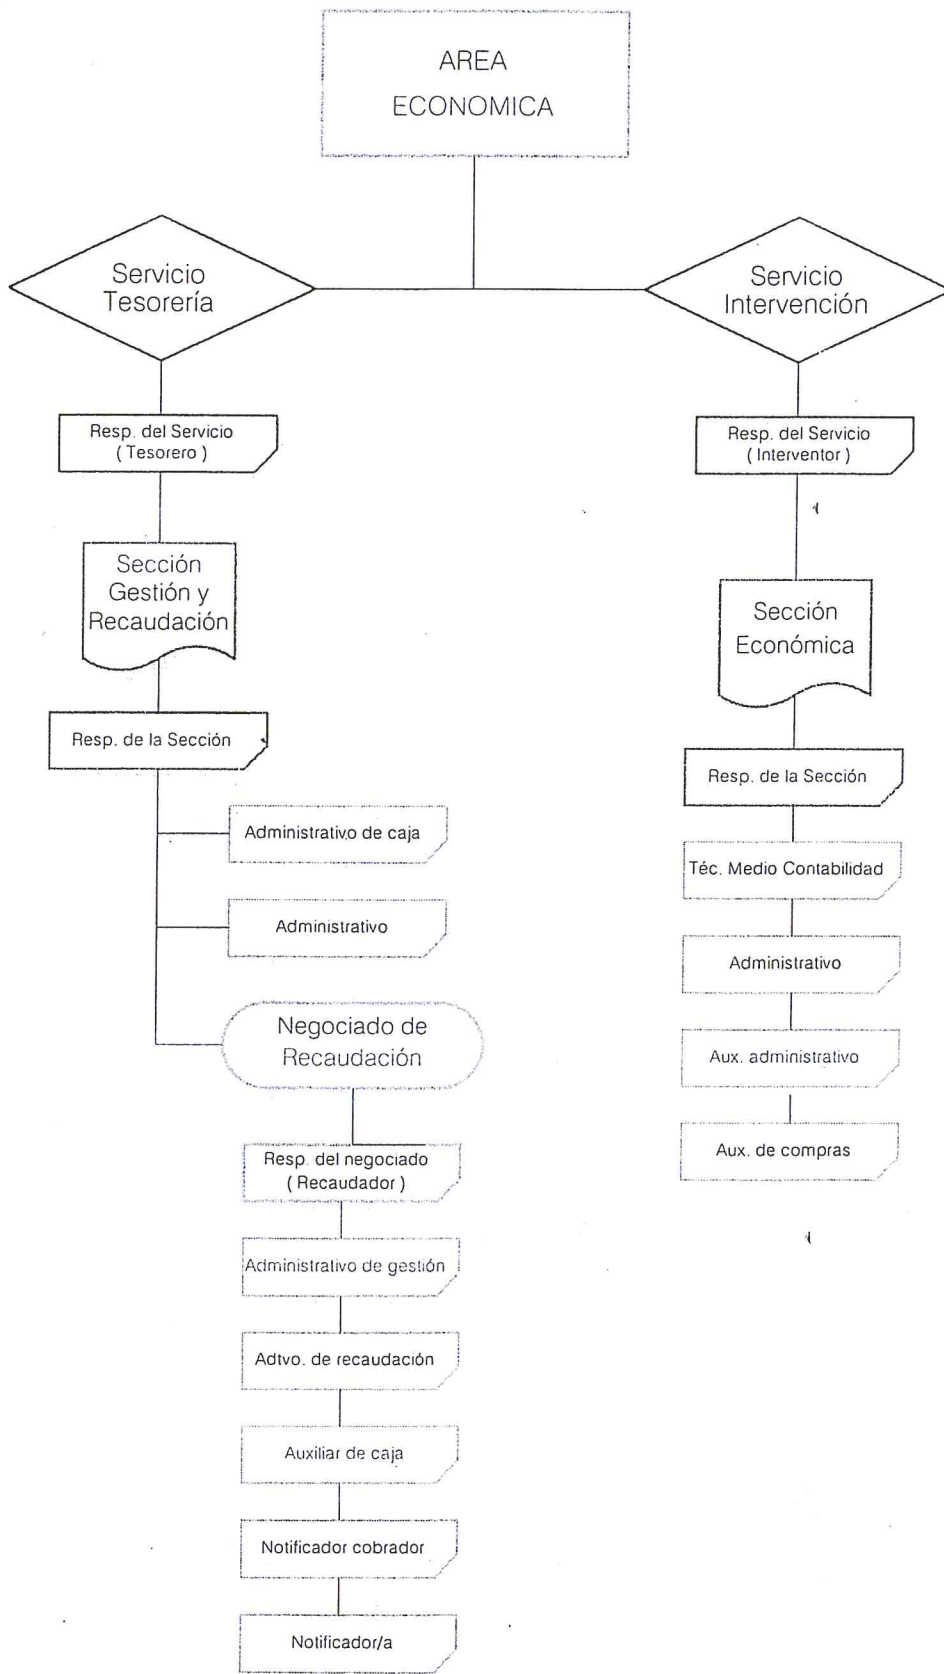 AREA
ECONOMICA
Servicio
Tesorería
Servicio
Intervención
Resp. del Servicio
( Tesorero )
Resp. del Servicio
( Interventor )
Sección
Gestión y
Recaudación
Sección
Económica
Resp. de la Sección
Resp. de la Sección
Administrativo de caja
Téc. Medio Contabilidad
Administrativo
Administrativo
Negociado de
Recaudación
Aux. administrativo
Resp. del negociado
( Recaudador )
Aux. de compras
Administrativo de gestión
Adtvo. de recaudación
Auxiliar de caja
Notificador cobrador
Notificador/a